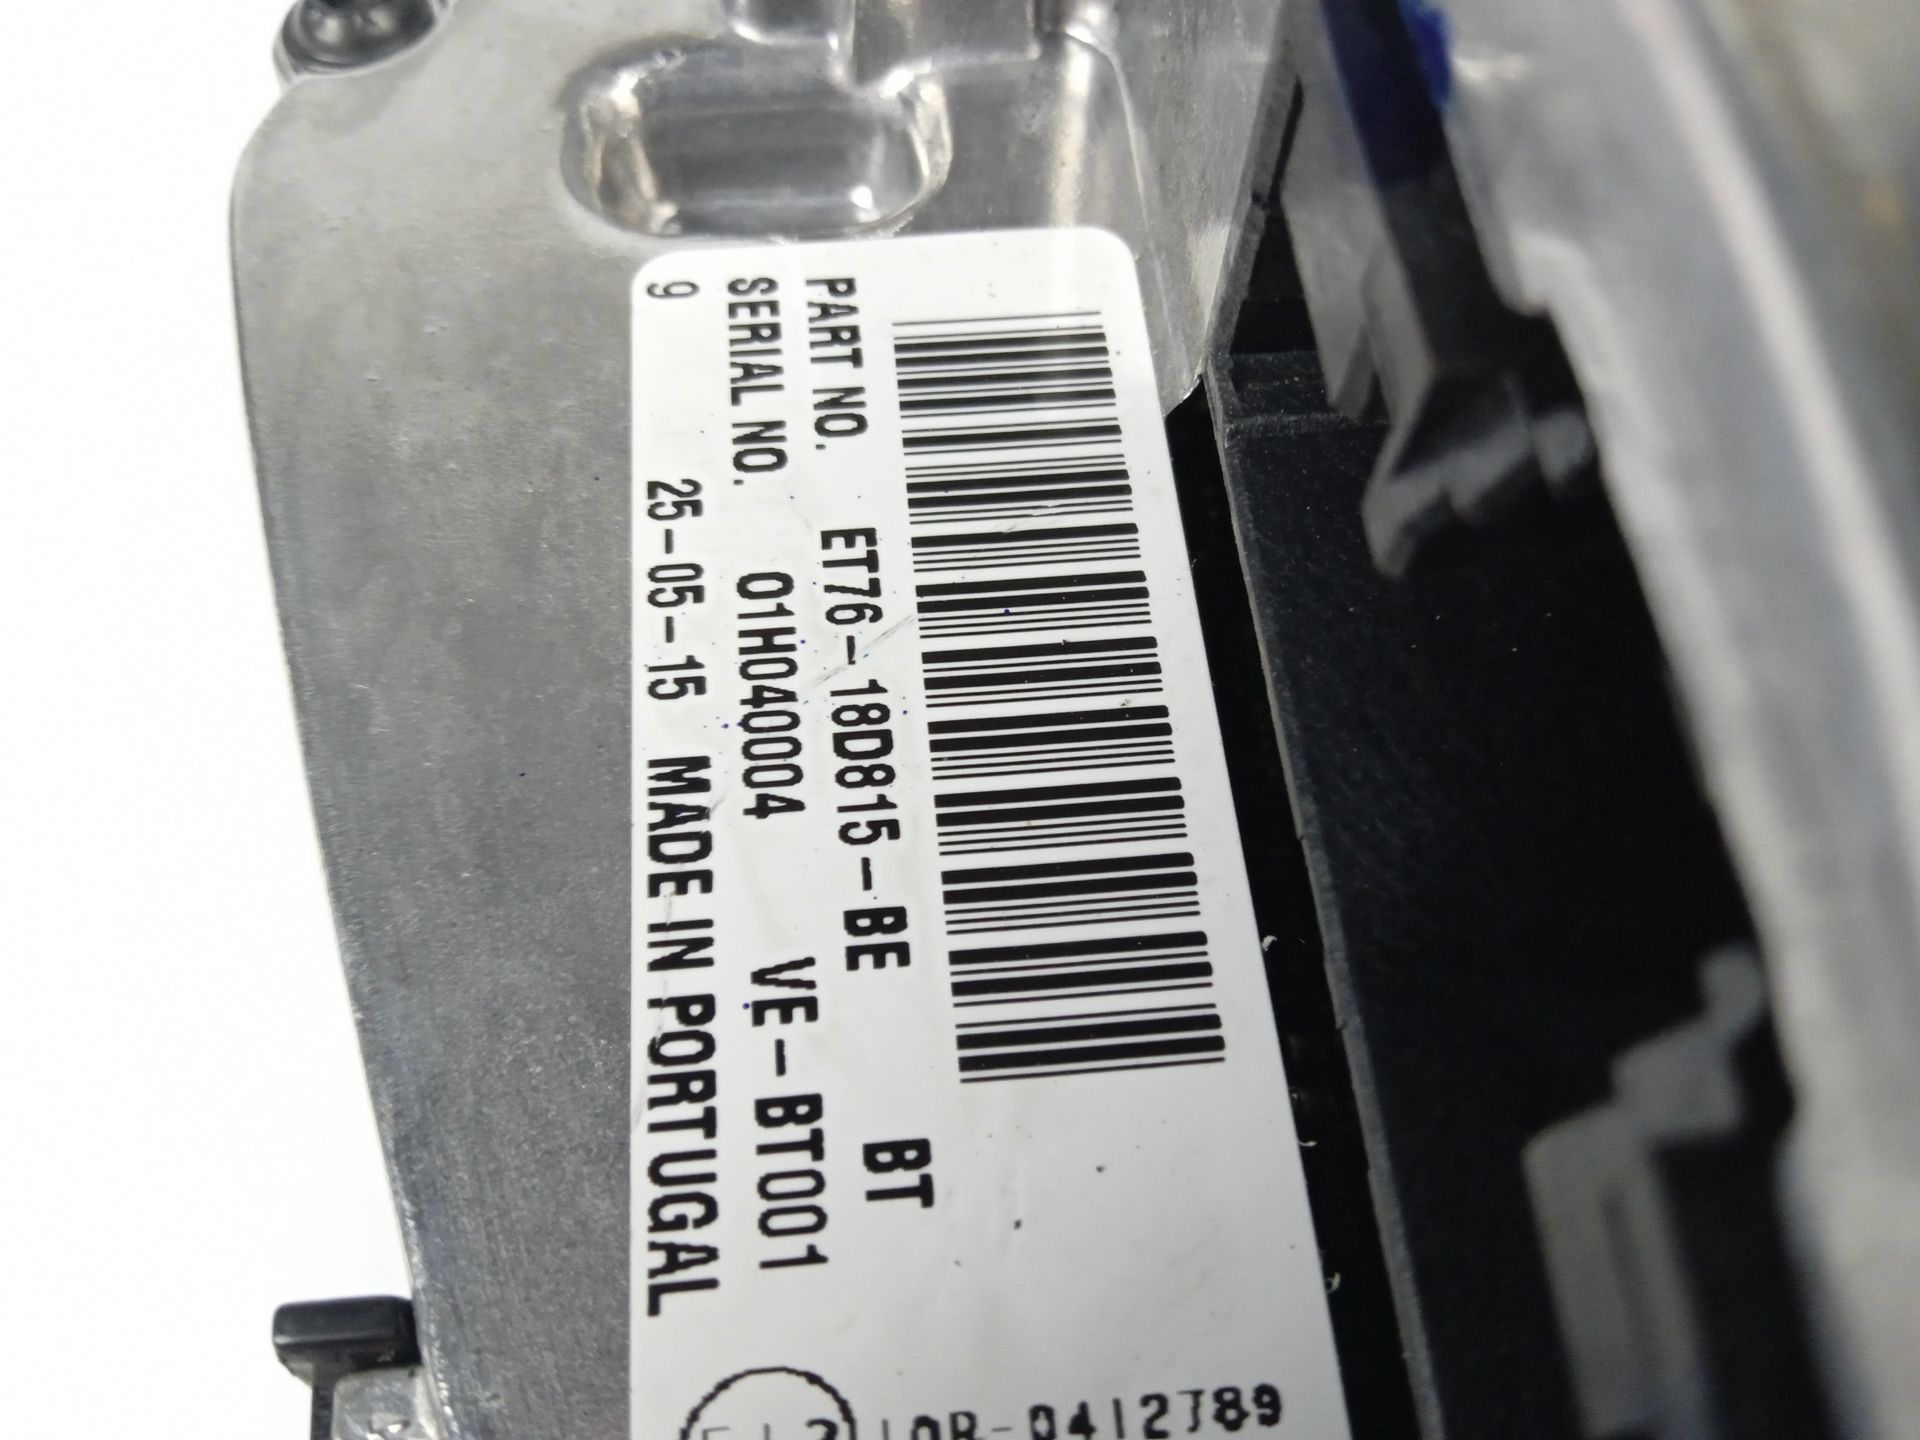 PART NO. ET76-18D815-BE BT
SERIAL NO. 01H040004 VE-BT001
9 25-05-15 MADE IN PORTUGAL
10R-0412789